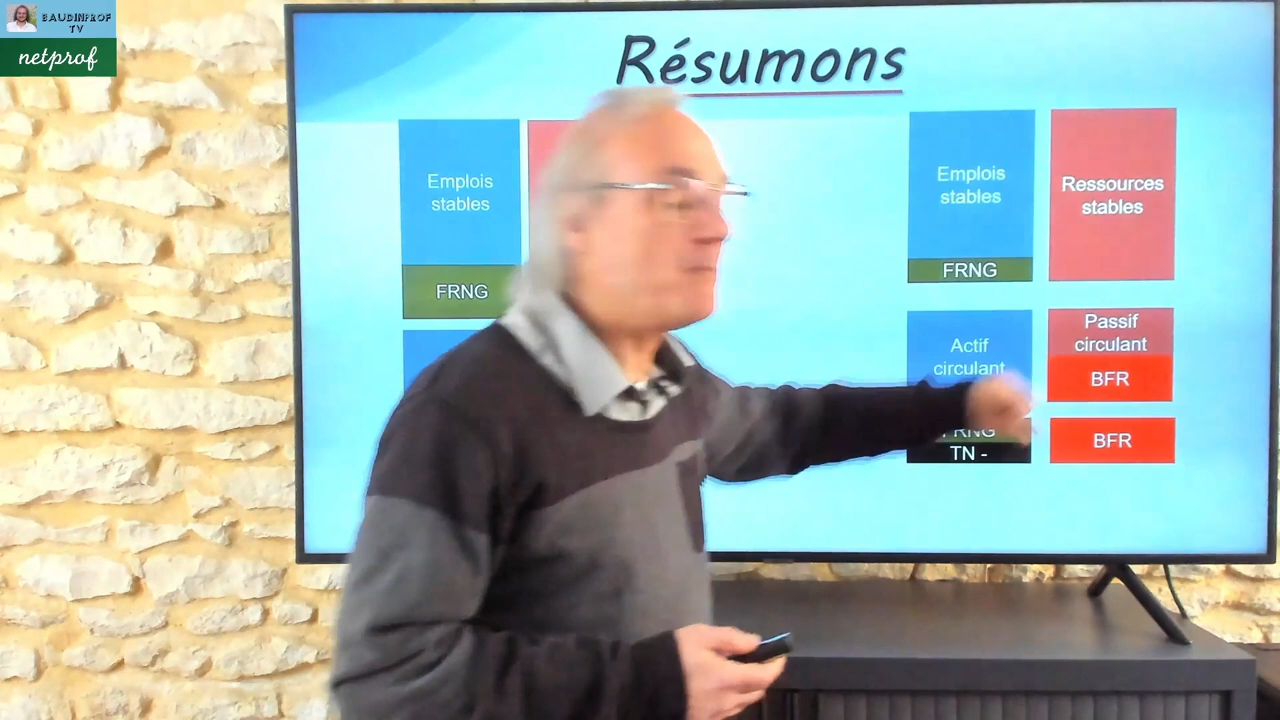 BAUDINPROF
TV
netprof
Résumons
Emplois
stables
FRNG
Emplois
stables
FRNG
Ressources
stables
Actif
circulant
Passif
circulant
BFR
FRNG
TN -
BFR